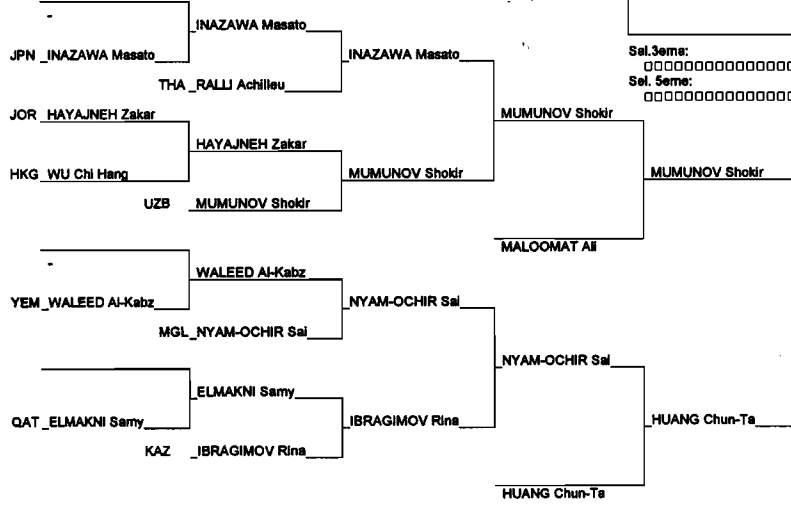 INAZAWA Masato
JPN INAZAWA Masato
INAZAWA Masato
Sel.3eme:
THA RALLI Achilleu
Sel. 5eme:
JOR HAYAJNEH Zakar
MUMUNOV Shokir
HAYAJNEH Zakar
HKG WU Chi Hang
MUMUNOV Shokir
MUMUNOV Shokir
UZB MUMUNOV Shokir
MALOOMAT Ali
WALEED Al-Kabz
YEM WALEED Al-Kabz
NYAM-OCHIR Sai
MGL NYAM-OCHIR Sai
NYAM-OCHIR Sai
ELMAKNI Samy
QAT ELMAKNI Samy
IBRAGIMOV Rina
HUANG Chun-Ta
KAZ IBRAGIMOV Rina
HUANG Chun-Ta